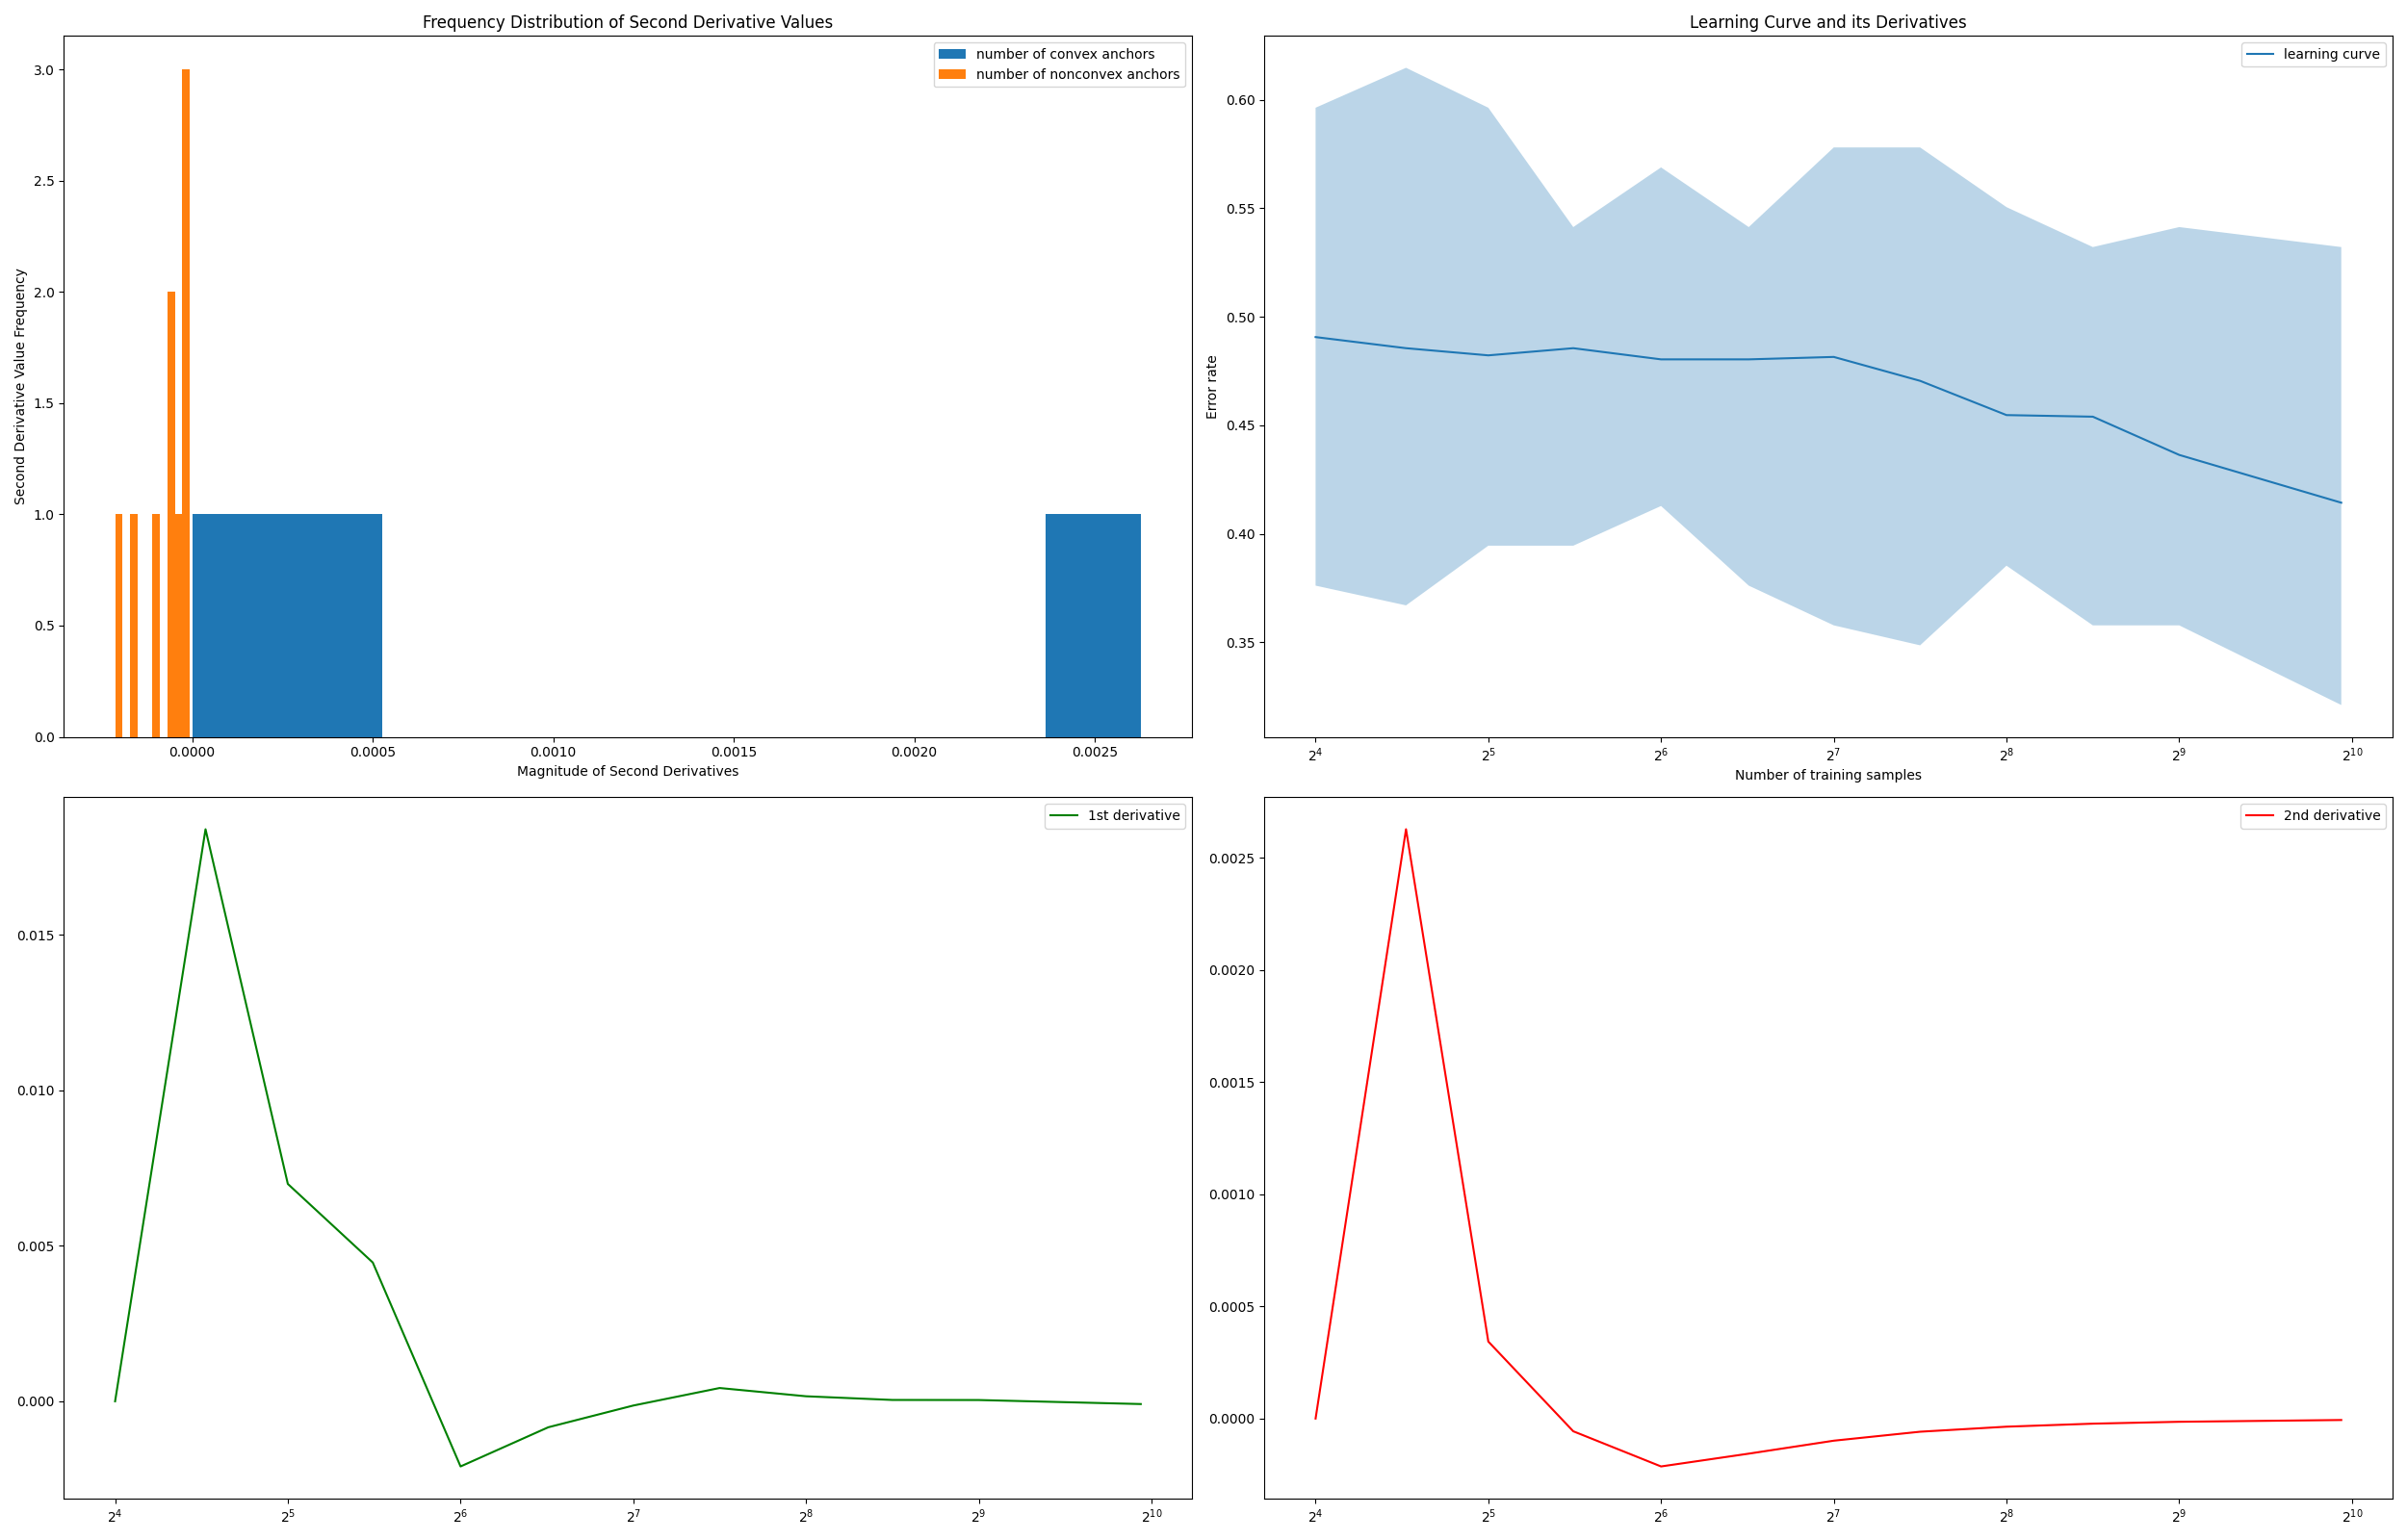 Frequency Distribution of Second Derivative Values
number of convex anchors
number of nonconvex anchors
3.0
2.5
2.0
1.5
1.0
0.5
0.0
Second Derivative Value Frequency
0.0000 0.0005 0.0010 0.0015 0.0020 0.0025
Magnitude of Second Derivatives
Learning Curve and its Derivatives
learning curve
0.60
0.55
0.50
0.45
0.40
0.35
Error rate
2^4 2^5 2^6 2^7 2^8 2^9 2^10
Number of training samples
1st derivative
0.015
0.010
0.005
0.000
2^4 2^5 2^6 2^7 2^8 2^9 2^10
2nd derivative
0.0025
0.0020
0.0015
0.0010
0.0005
0.0000
2^4 2^5 2^6 2^7 2^8 2^9 2^10